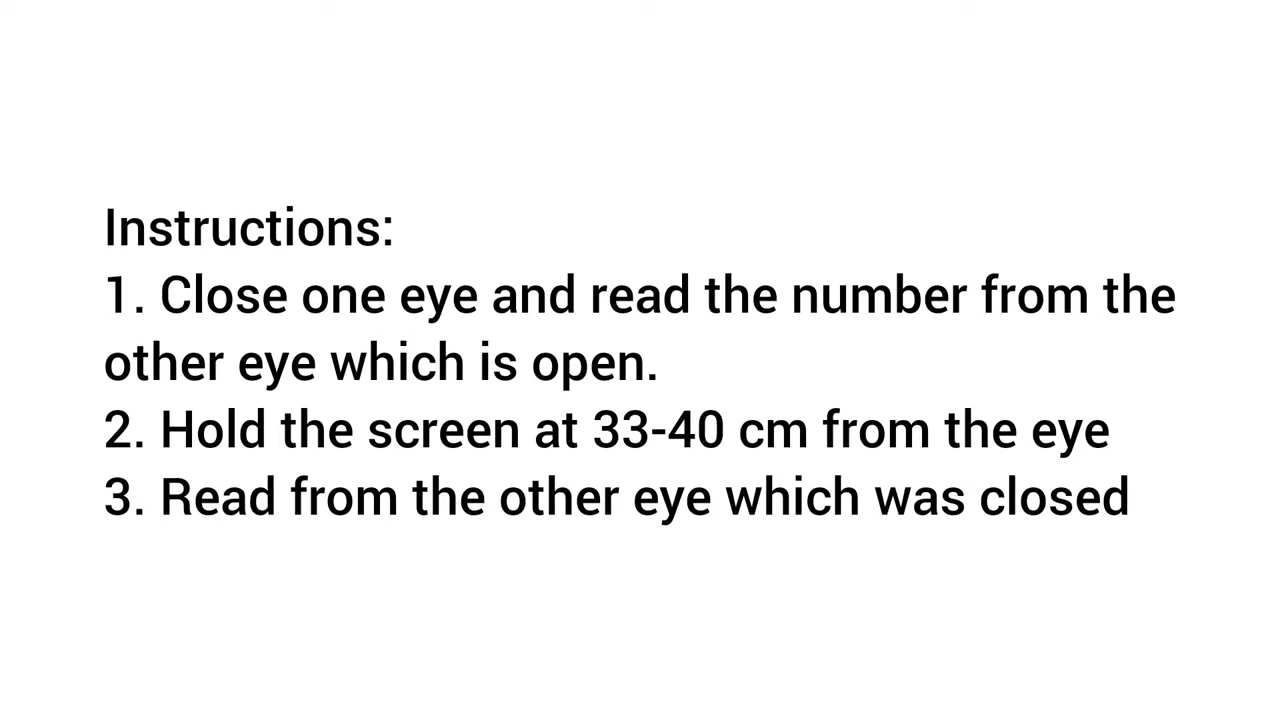 Instructions:
1. Close one eye and read the number from the
other eye which is open.
2. Hold the screen at 33-40 cm from the eye
3. Read from the other eye which was closed